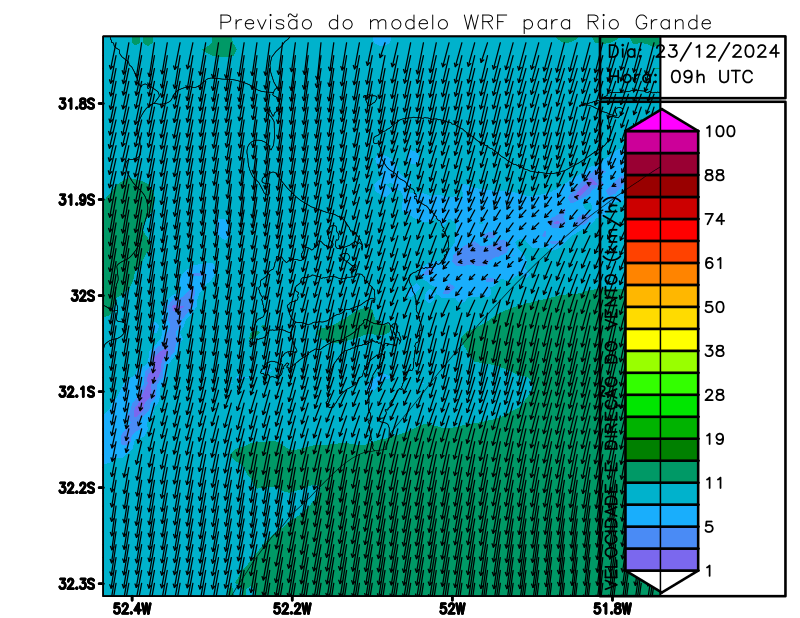 Previsão do modelo WRF para Rio Grande
Dia: 23/12/2024
Hora: 09h UTC
31.8S
31.9S
32S
32.1S
32.2S
32.3S
52.4W
52.2W
52W
51.8W
VELOCIDADE E DIREÇÃO DO VENTO (km/h)
100
88
74
61
50
38
28
19
11
5
1